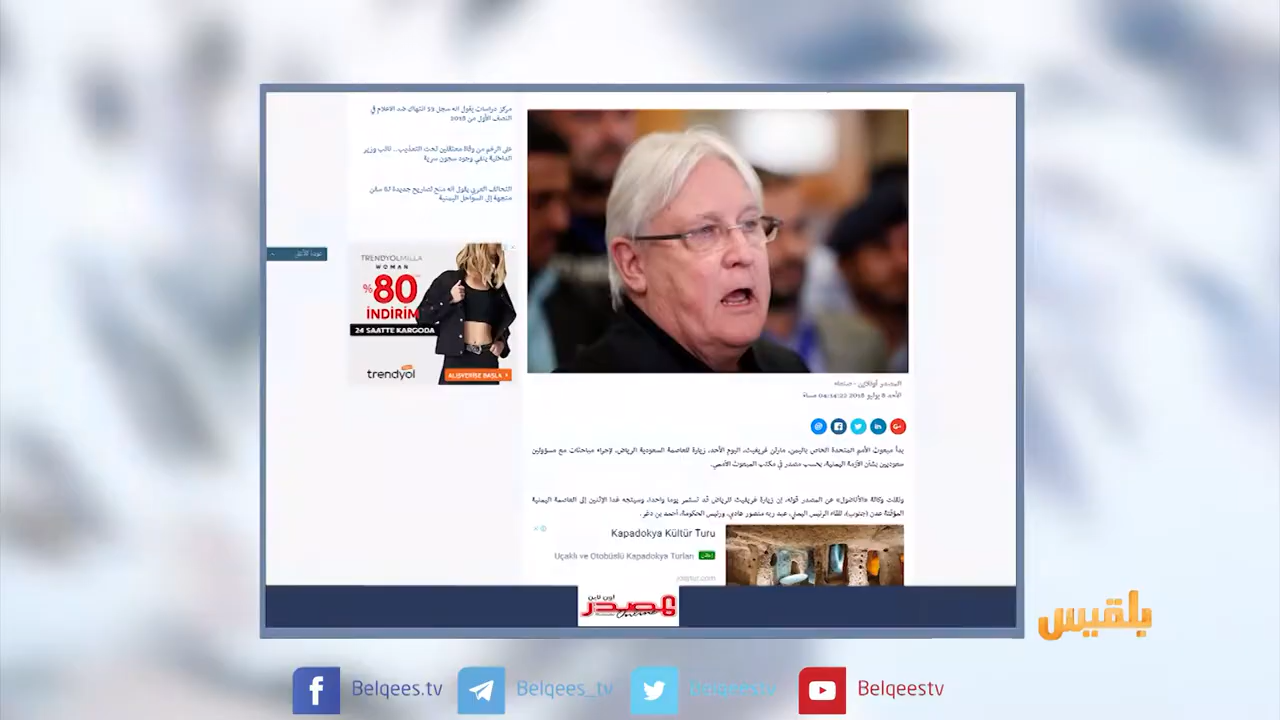 مركز دراسات يقول انه سجل 13 انتهاك ضد الاعلام في
النصف الأول من 2018
على الرغم من وفاة معتقلين تحت التعذيب... نائب وزير
الداخلية ينفي وجود سجون سرية
التحالف العربي يقول انه منح تصاريح جديدة لـ6 سفن
متجهة إلى السواحل اليمنية
TRENDYOLMILLA
WOMAN
%80
İNDİRİM
24 SAATTE KARGODA
trendyol
ALIŞVERİŞE BAŞLA
المصدر أونلاين - صنعاء
الأحد 8 يوليو 2018 04:14:22 مساءً
بدأ مبعوث الأمم المتحدة الخاص باليمن، مارتن غريفيث، اليوم الأحد، زيارة للعاصمة السعودية الرياض، لإجراء مباحثات مع مسؤولين
سعوديين بشأن الأزمة اليمنية، بحسب مصدر في مكتب المبعوث الأممي.
ونقلت وكالة «الأناضول» عن المصدر قوله، إن زيارة غريفيث للرياض قد تستمر يوما واحدا، وسيتجه غدا الإثنين إلى العاصمة اليمنية
المؤقتة عدن (جنوب)، للقاء الرئيس اليمني، عبد ربه منصور هادي، ورئيس الحكومة، أحمد بن دغر.
Kapadokya Kültür Turu
Uçaklı ve Otobüslü Kapadokya Turları
إعلان
اون لاين
المصدر
Online
بلقيس
Belqees.tv
Belqees_tv
Belqeestv
Belqeestv